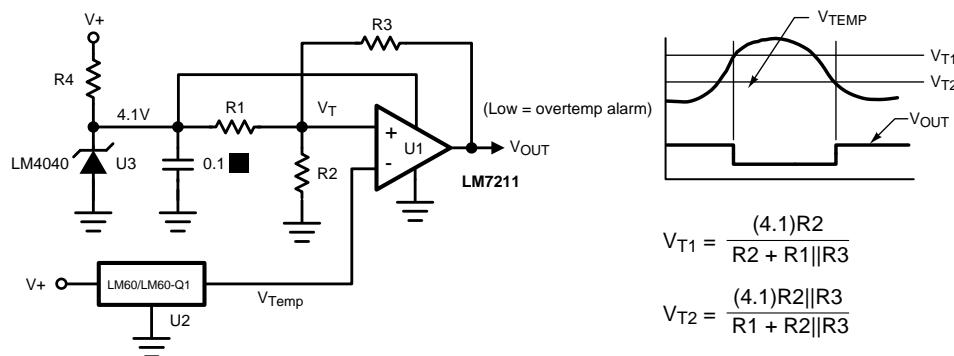 V+
R3
V_TEMP
R4
V_T1
V_T2
4.1V
R1
V_T
(Low = overtemp alarm)
U1
V_OUT
LM4040
U3
0.1
R2
+
-
V_OUT
LM7211
V_T1 = (4.1)R2 / R2 + R1||R3
V+
LM60/LM60-Q1
V_Temp
U2
V_T2 = (4.1)R2||R3 / R1 + R2||R3